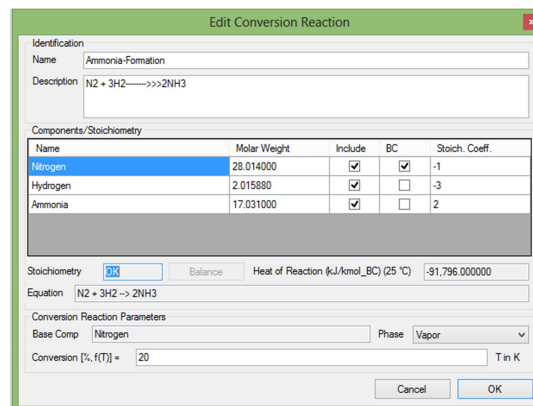 Edit Conversion Reaction
x
Identification
Name Ammonia-Formation
Description N2 + 3H2-------->>>2NH3
Components/Stoichiometry
Name Molar Weight Include BC Stoich. Coeff.
Nitrogen 28.014000 -1
Hydrogen 2.015880 -3
Ammonia 17.031000 2
Stoichiometry OK Balance Heat of Reaction (kJ/kmol_BC) (25 °C) -91,796.000000
Equation N2 + 3H2 --> 2NH3
Conversion Reaction Parameters
Base Comp Nitrogen Phase Vapor
Conversion [%, f(T)] = 20 T in K
Cancel OK